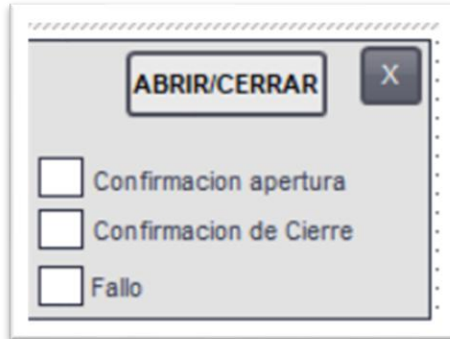 ABRIR/CERRAR
X
Confirmacion apertura
Confirmacion de Cierre
Fallo